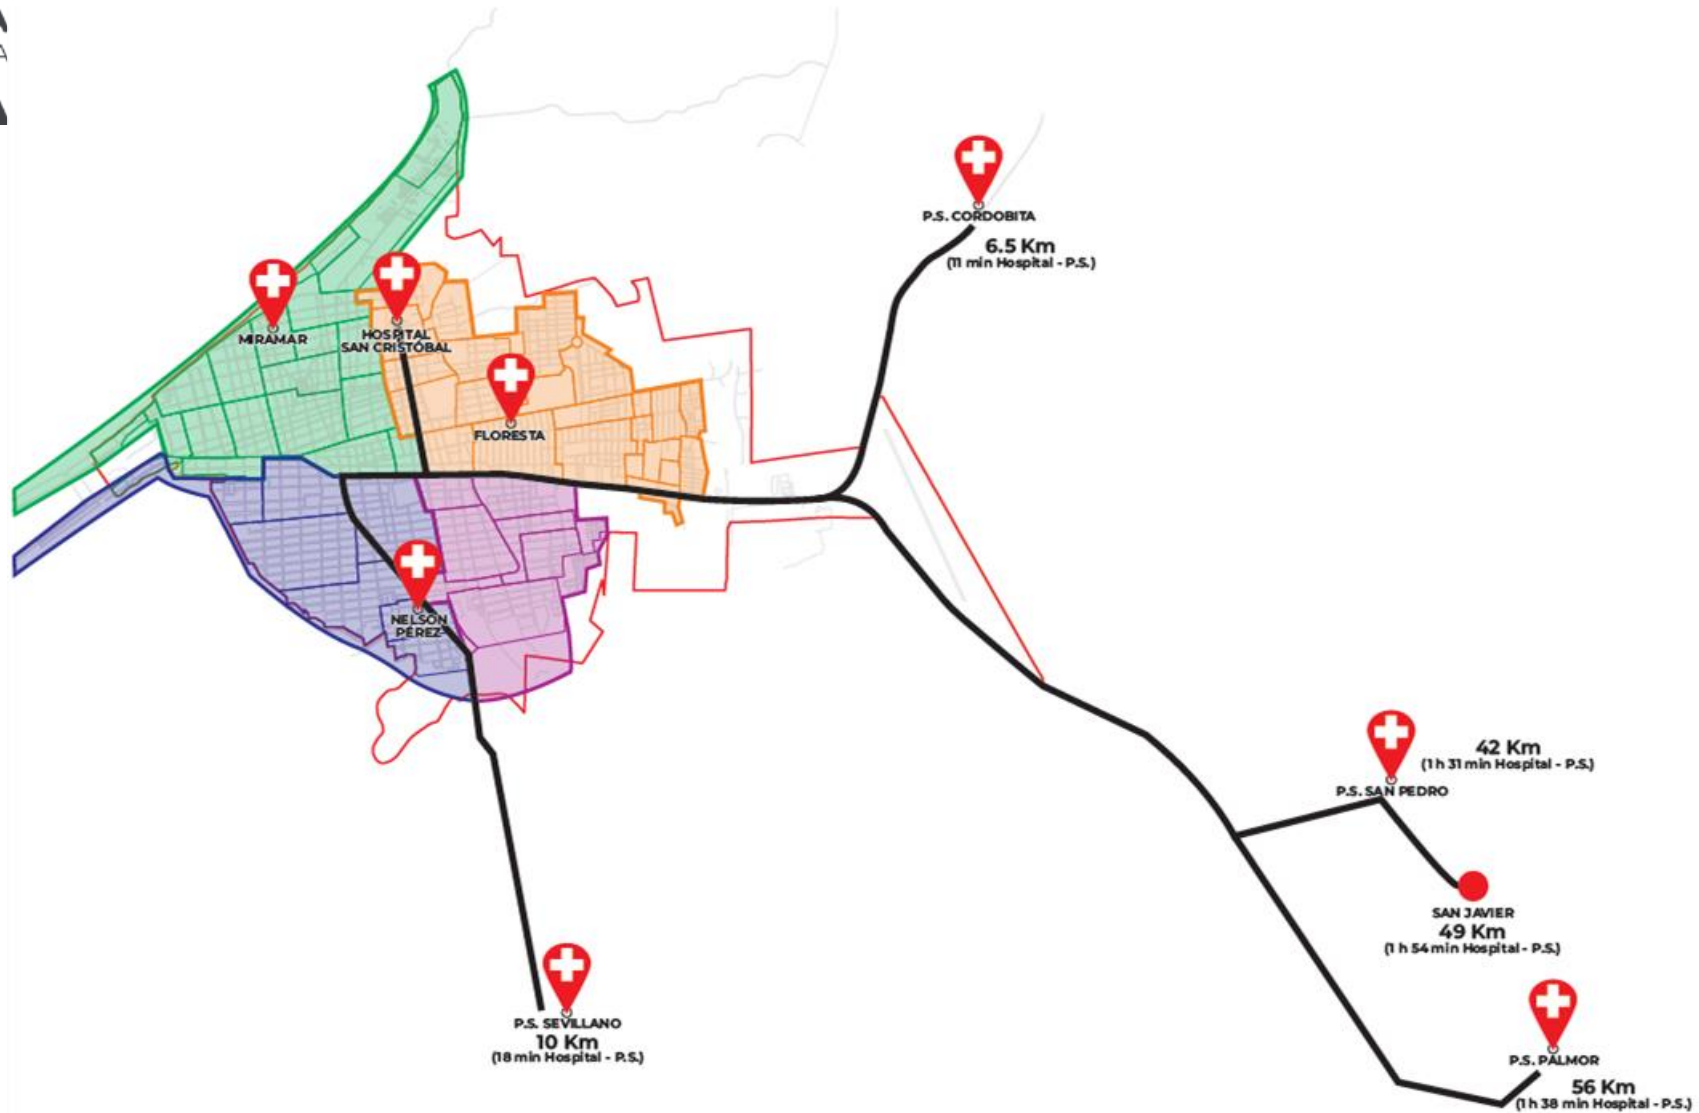 P.S. CORDOBITA
6.5 Km
(11 min Hospital - P.S.)
MIRAMAR
HOSPITAL
SAN CRISTÓBAL
FLORESTA
NELSON
PÉREZ
42 Km
(1 h 31 min Hospital - P.S.)
P.S. SAN PEDRO
SAN JAVIER
49 Km
(1 h 54 min Hospital - P.S.)
P.S. SEVILLANO
10 Km
(18 min Hospital - P.S.)
P.S. PALMOR
56 Km
(1 h 38 min Hospital - P.S.)